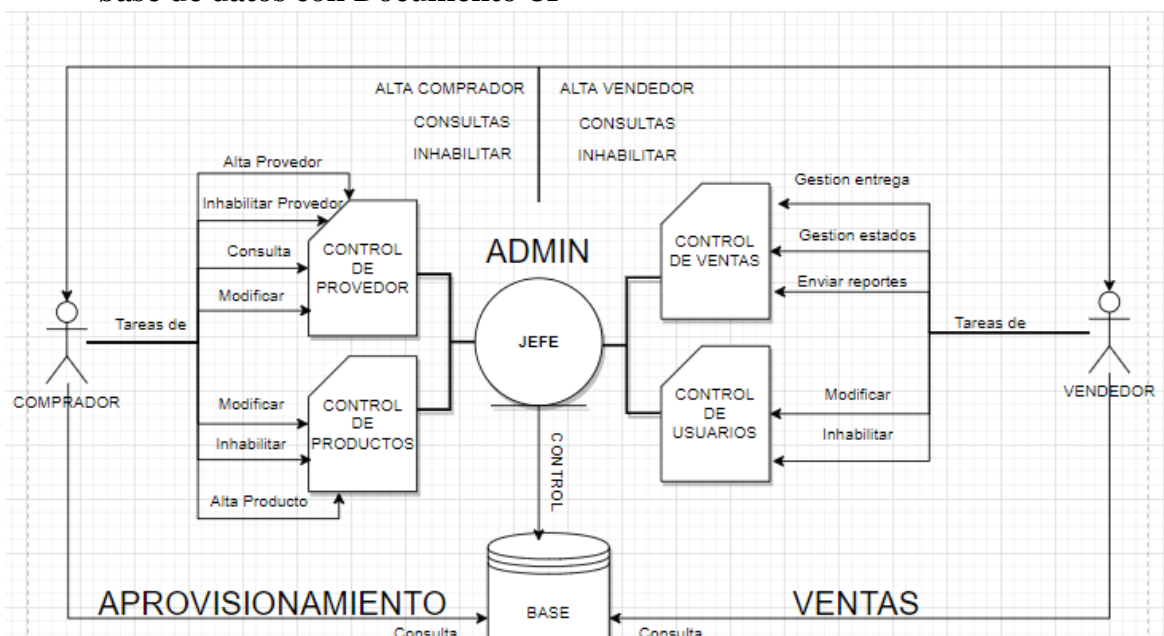 ALTA COMPRADOR
CONSULTAS
INHABILITAR
ALTA VENDEDOR
CONSULTAS
INHABILITAR
Alta Provedor
Inhabilitar Provedor
Consulta
Modificar
Tareas de
COMPRADOR
CONTROL
DE
PROVEDOR
Modificar
Inhabilitar
Alta Producto
CONTROL
DE
PRODUCTOS
ADMIN
JEFE
CONTROL
CONTROL
DE VENTAS
Gestion entrega
Gestion estados
Enviar reportes
Tareas de
VENDEDOR
CONTROL
DE
USUARIOS
Modificar
Inhabilitar
APROVISIONAMIENTO
BASE
VENTAS
Consulta
Consulta